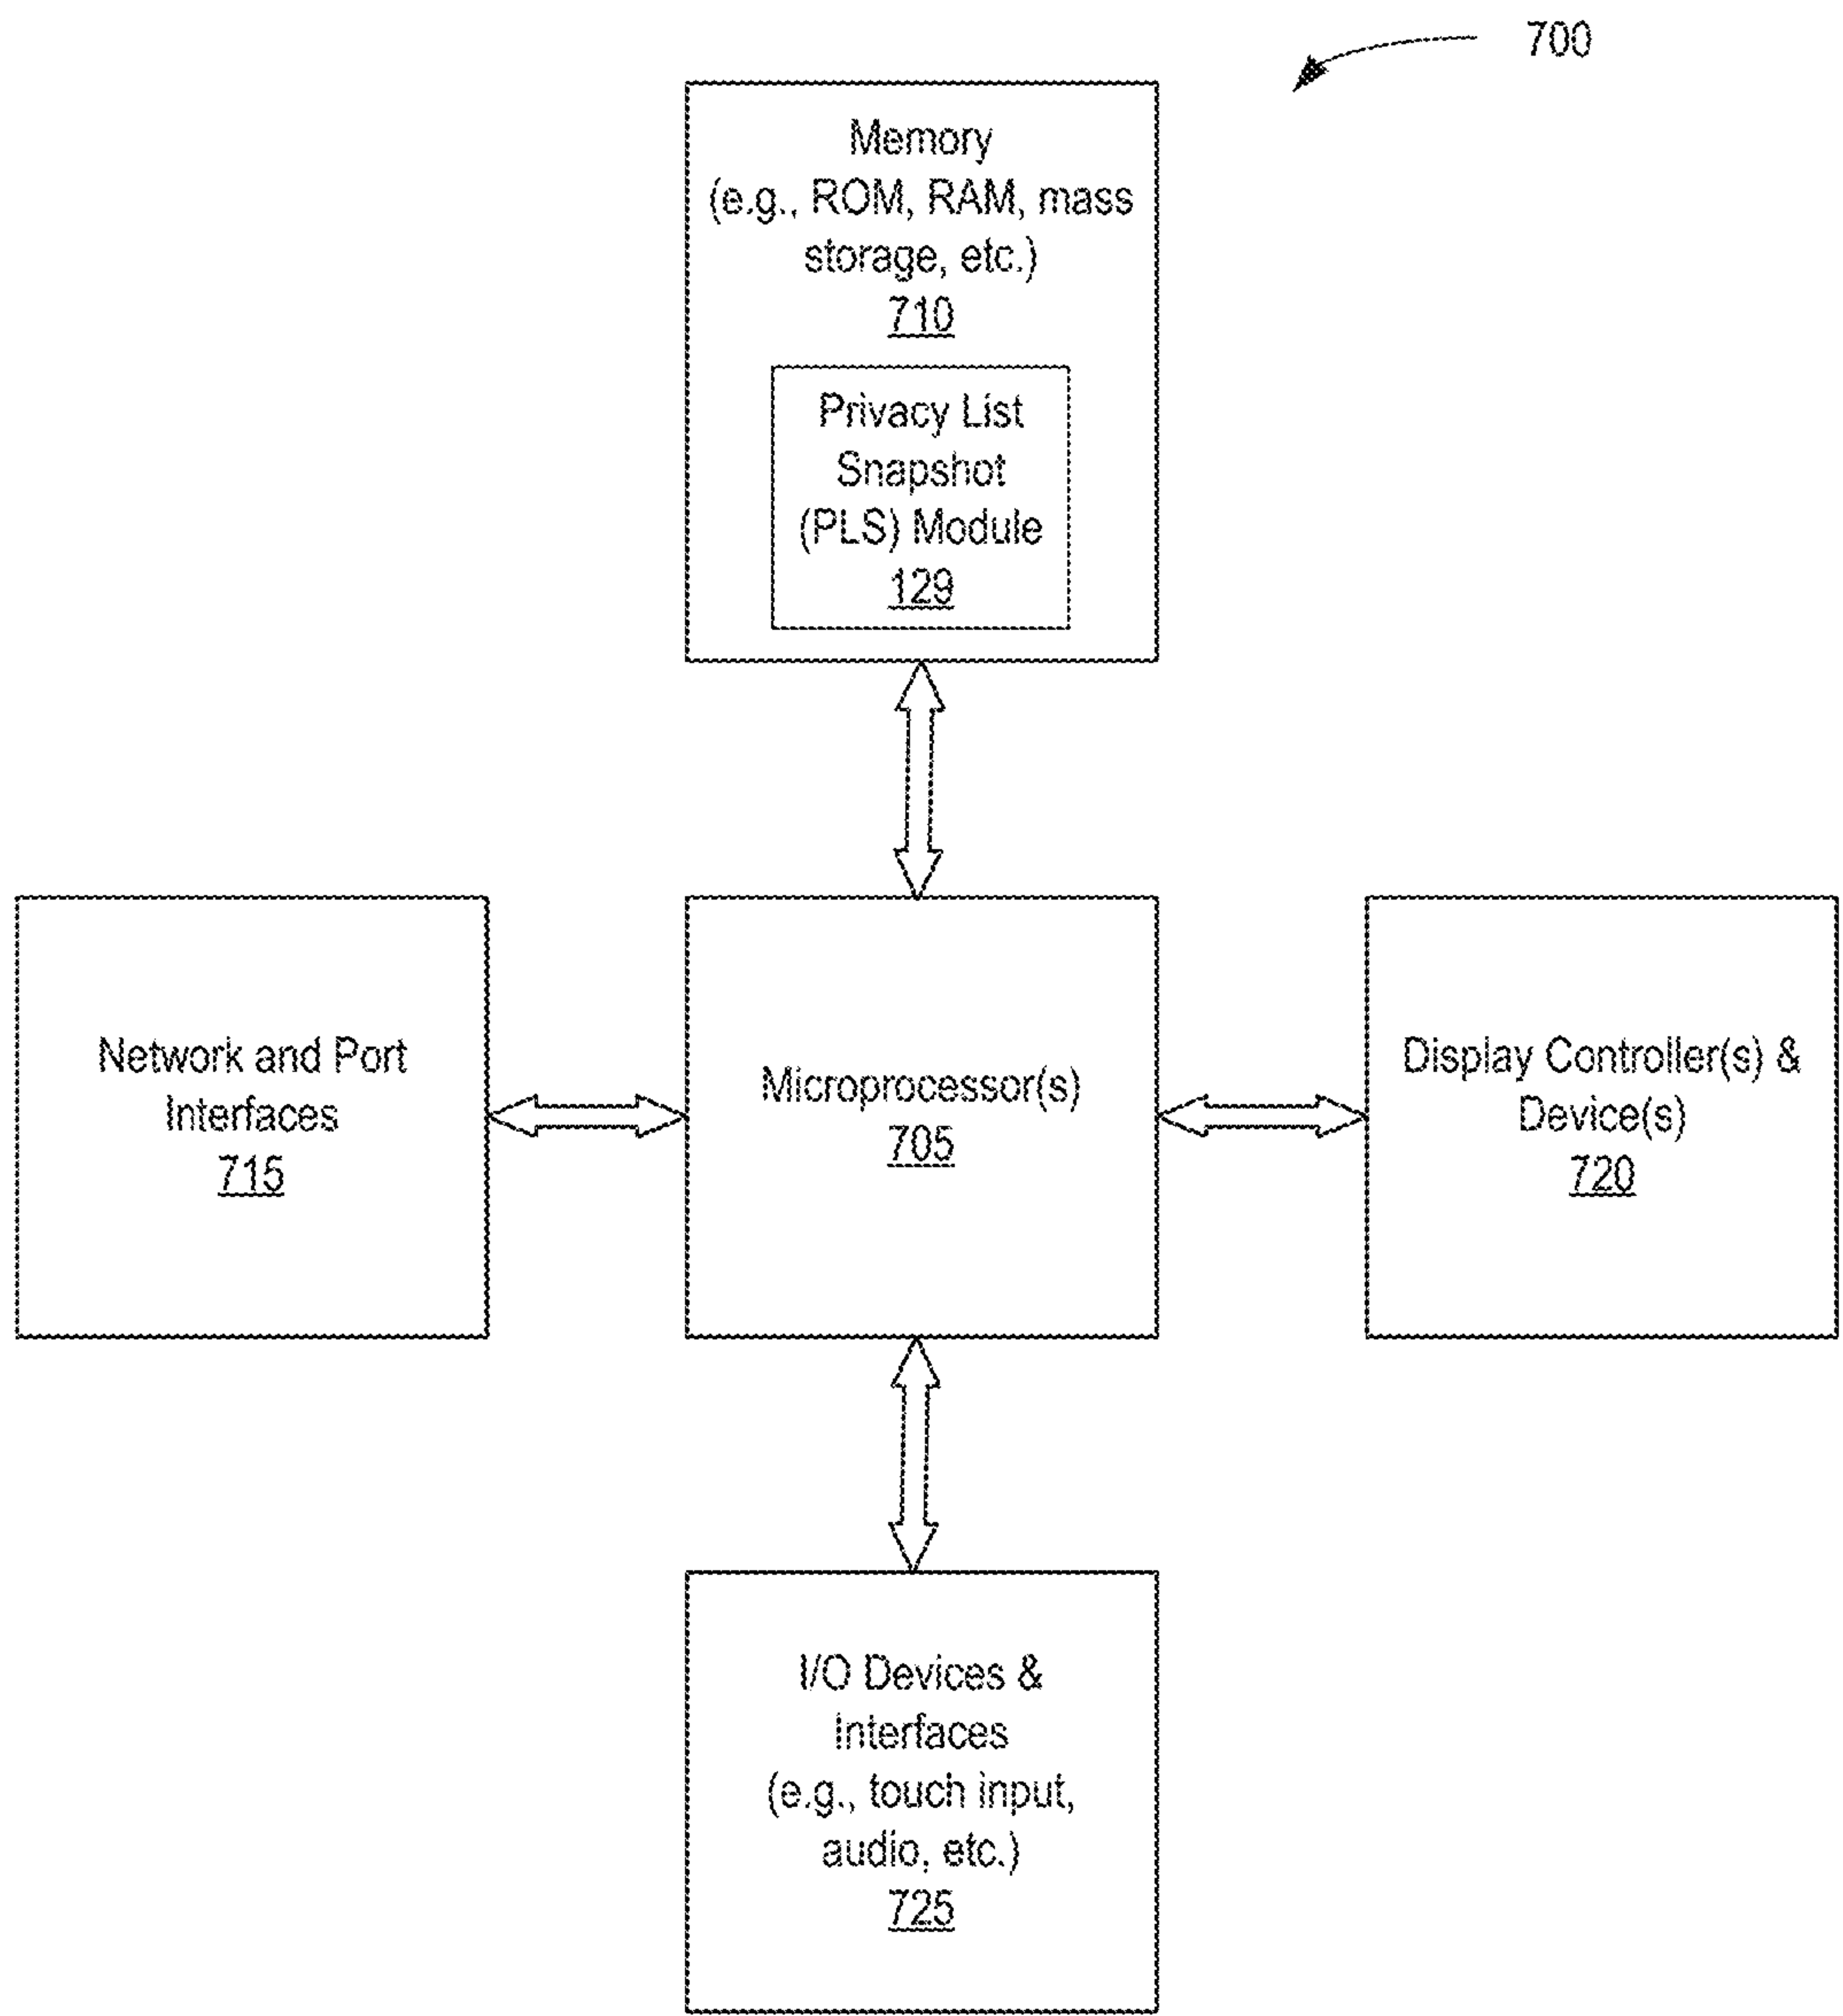 700
Memory
(e.g., ROM, RAM, mass
storage, etc.)
710
Privacy List
Snapshot
(PLS) Module
129
Network and Port
Interfaces
715
Microprocessor(s)
705
Display Controller(s) &
Device(s)
720
I/O Devices &
Interfaces
(e.g., touch input,
audio, etc.)
725